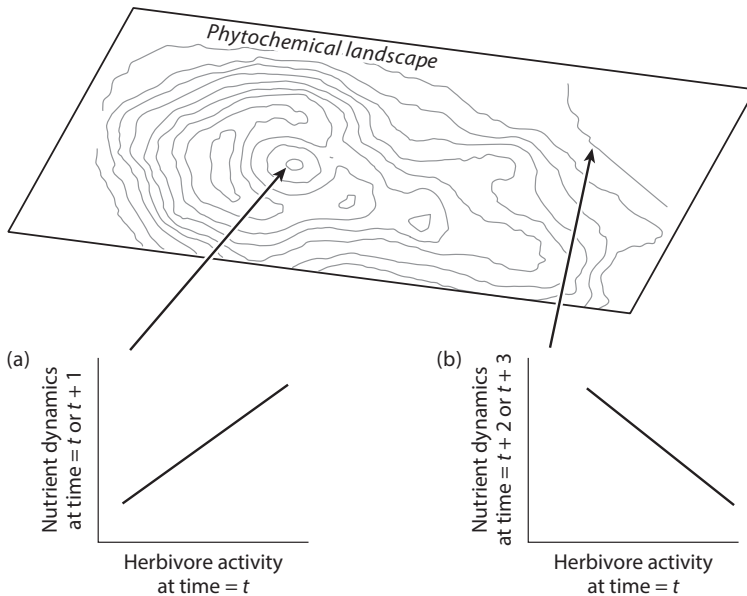 Phytochemical landscape
(a)
Nutrient dynamics
at time = t or t + 1
Herbivore activity
at time = t
(b)
Nutrient dynamics
at time = t + 2 or t + 3
Herbivore activity
at time = t